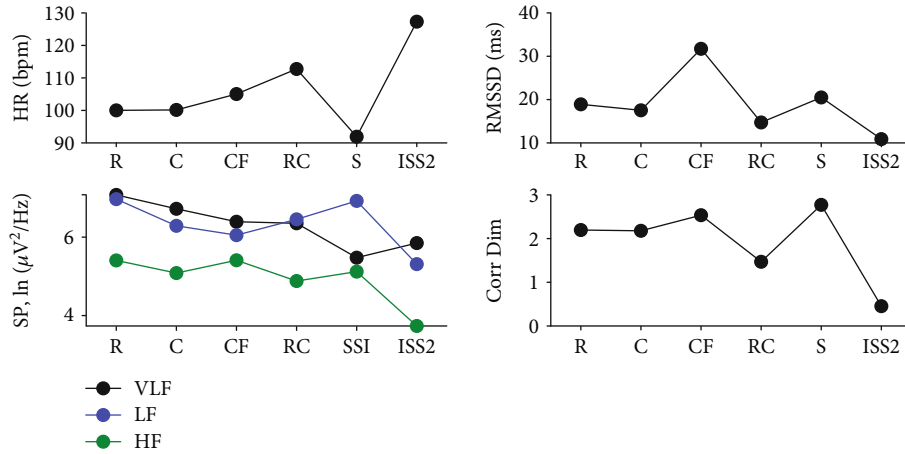 HR (bpm)
130
120
110
100
90
R C CF RC S ISS2
RMSSD (ms)
40
30
20
10
R C CF RC S ISS2
SP, ln (μV²/Hz)
6
4
R C CF RC SSI ISS2
Corr Dim
3
2
1
0
R C CF RC S ISS2
VLF
LF
HF